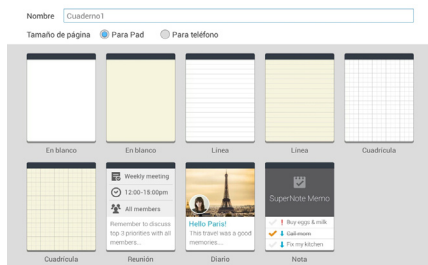 Nombre Cuaderno1
Tamaño de página Para Pad Para teléfono
En blanco En blanco Línea Línea Cuadrícula
Weekly meeting
12:00-15:00pm
All members
Remember to discuss
top 3 priorities with all
members...
Hello Paris!
This travel was a good
memories....
SuperNote Memo
Buy eggs & milk
Call mom
Fix my kitchen
Cuadrícula Reunión Diario Nota